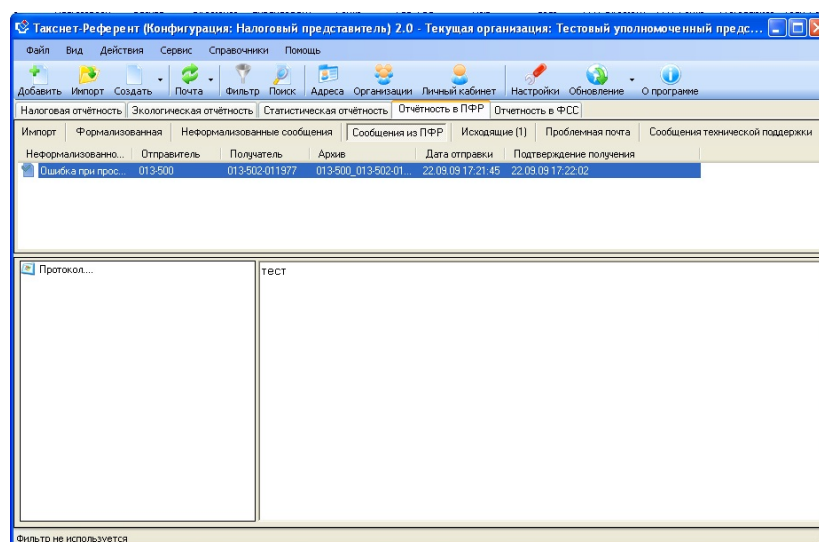 Такснет-Референт (Конфигурация: Налоговый представитель) 2.0 - Текущая организация: Тестовый уполномоченный предс...
Файл Вид Действия Сервис Справочники Помощь
Добавить Импорт Создать Почта Фильтр Поиск Адреса Организации Личный кабинет Настройки Обновление О программе
Налоговая отчётность Экологическая отчётность Статистическая отчётность Отчётность в ПФР Отчетность в ФСС
Импорт Формализованная Неформализованные сообщения Сообщения из ПФР Исходящие (1) Проблемная почта Сообщения технической поддержки
Неформализованно... Отправитель Получатель Архив Дата отправки Подтверждение получения
Ошибка при прос... 013-500 013-502-011977 013-500_013-502-01... 22.09.09 17:21:45 22.09.09 17:22:02
Протокол....
тест
Фильтр не используется